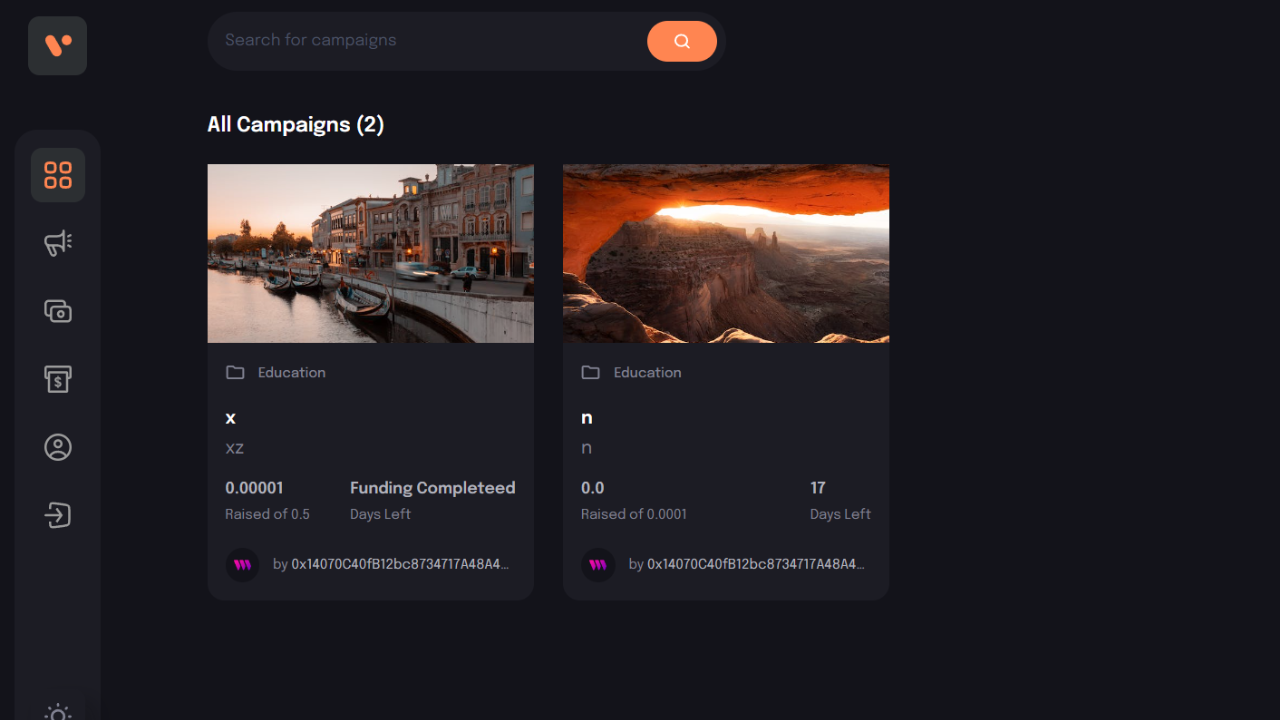 Search for campaigns
All Campaigns (2)
Education
x
xz
0.00001
Raised of 0.5
Funding Completeed
Days Left
by 0x14070C40fB12bc8734717A48A4...
Education
n
n
0.0
Raised of 0.0001
17
Days Left
by 0x14070C40fB12bc8734717A48A4...